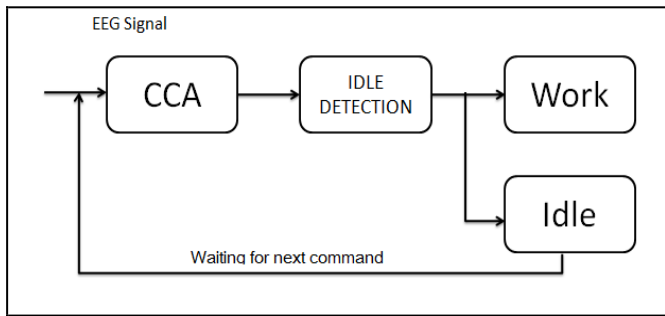 EEG Signal
CCA
IDLE
DETECTION
Work
Idle
Waiting for next command